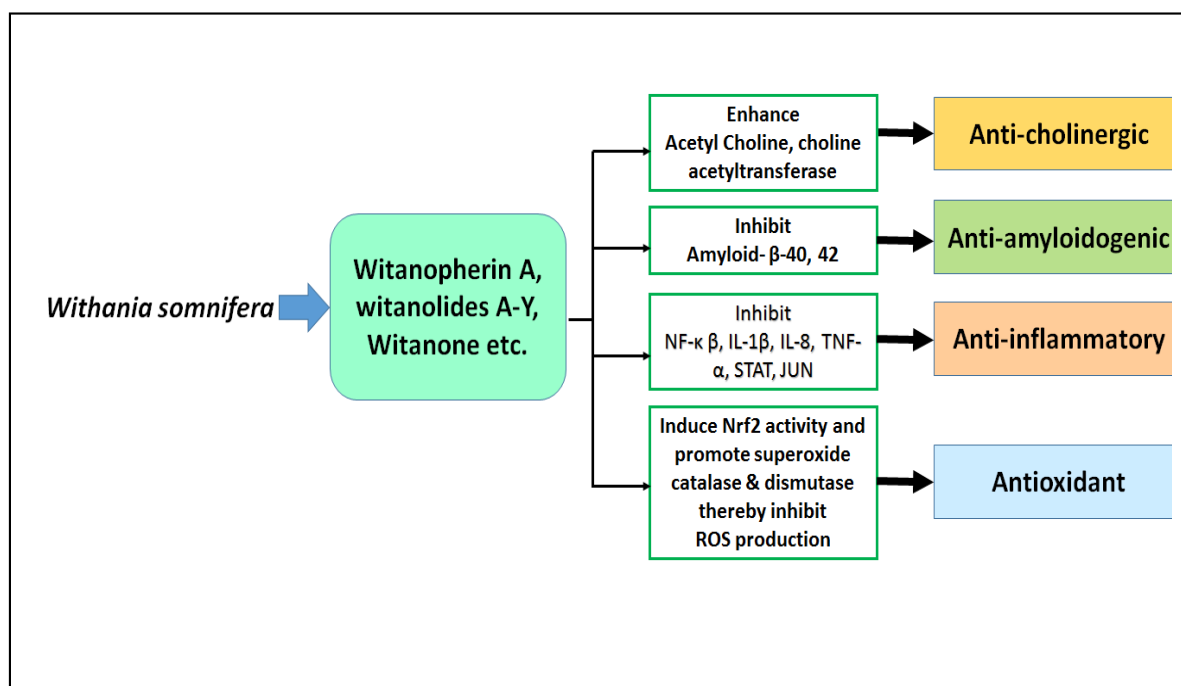 Withania somnifera
Witanopherin A,
witanolides A-Y,
Witanone etc.
Enhance
Acetyl Choline, choline
acetyltransferase
Anti-cholinergic
Inhibit
Amyloid- β-40, 42
Anti-amyloidogenic
Inhibit
NF-κ β, IL-1β, IL-8, TNF-
α, STAT, JUN
Anti-inflammatory
Induce Nrf2 activity and
promote superoxide
catalase & dismutase
thereby inhibit
ROS production
Antioxidant